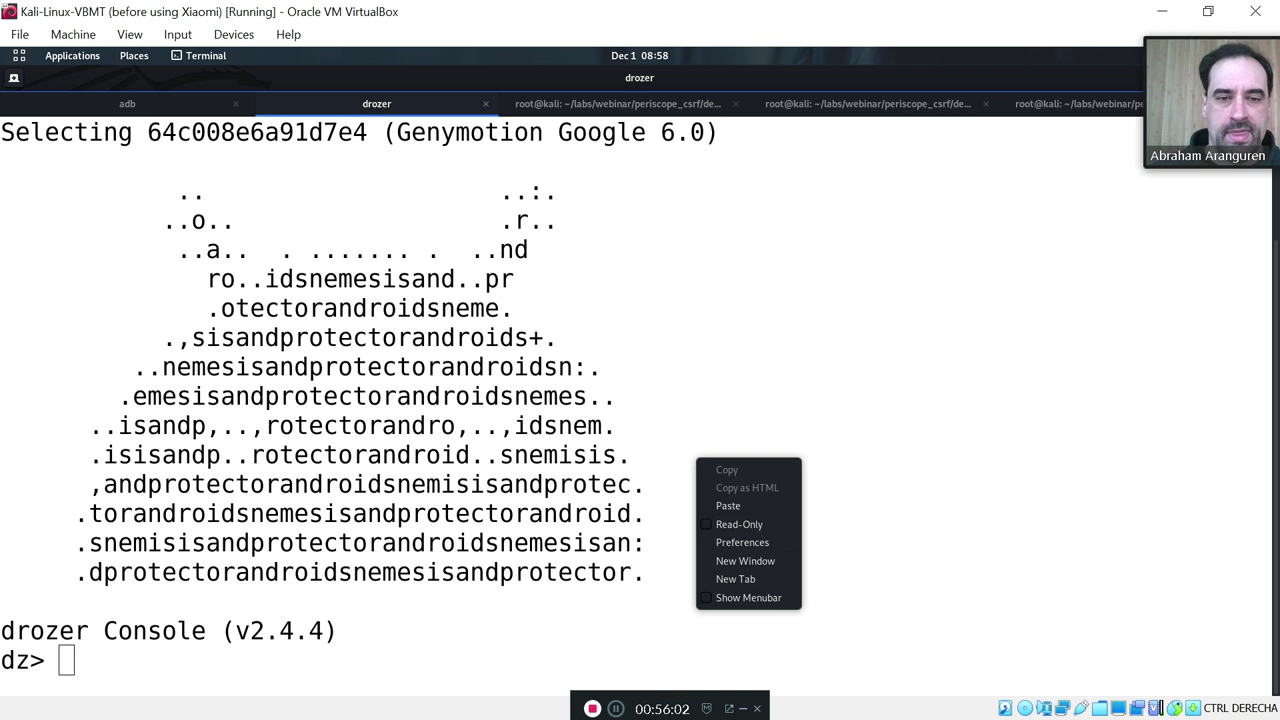 Kali-Linux-VBMT (before using Xiaomi) [Running] - Oracle VM VirtualBox
File Machine View Input Devices Help
Applications Places Terminal Dec 1 08:58
drozer
adb × drozer × root@kali: ~/labs/webinar/periscope_csrf/de... × root@kali: ~/labs/webinar/periscope_csrf/de... × root@kali: ~/labs/webinar/pe
Abraham Aranguren
Selecting 64c008e6a91d7e4 (Genymotion Google 6.0)
.. ..:.
..o.. .r..
..a.. . ....... . ..nd
ro..idsnemesisand..pr
.otectorandroidsneme.
.,sisandprotectorandroids+.
..nemesisandprotectorandroidsn:.
.emesisandprotectorandroidsnemes..
..isandp,..,rotectorandro,..,idsnem.
.isisandp..rotectorandroid..snemisis.
,andprotectorandroidsnemisisandprotec.
.torandroidsnemesisandprotectorandroid.
.snemisisandprotectorandroidsnemesisan:
.dprotectorandroidsnemesisandprotector.
Copy
Copy as HTML
Paste
Read-Only
Preferences
New Window
New Tab
Show Menubar
drozer Console (v2.4.4)
dz>
00:56:02
CTRL DERECHA